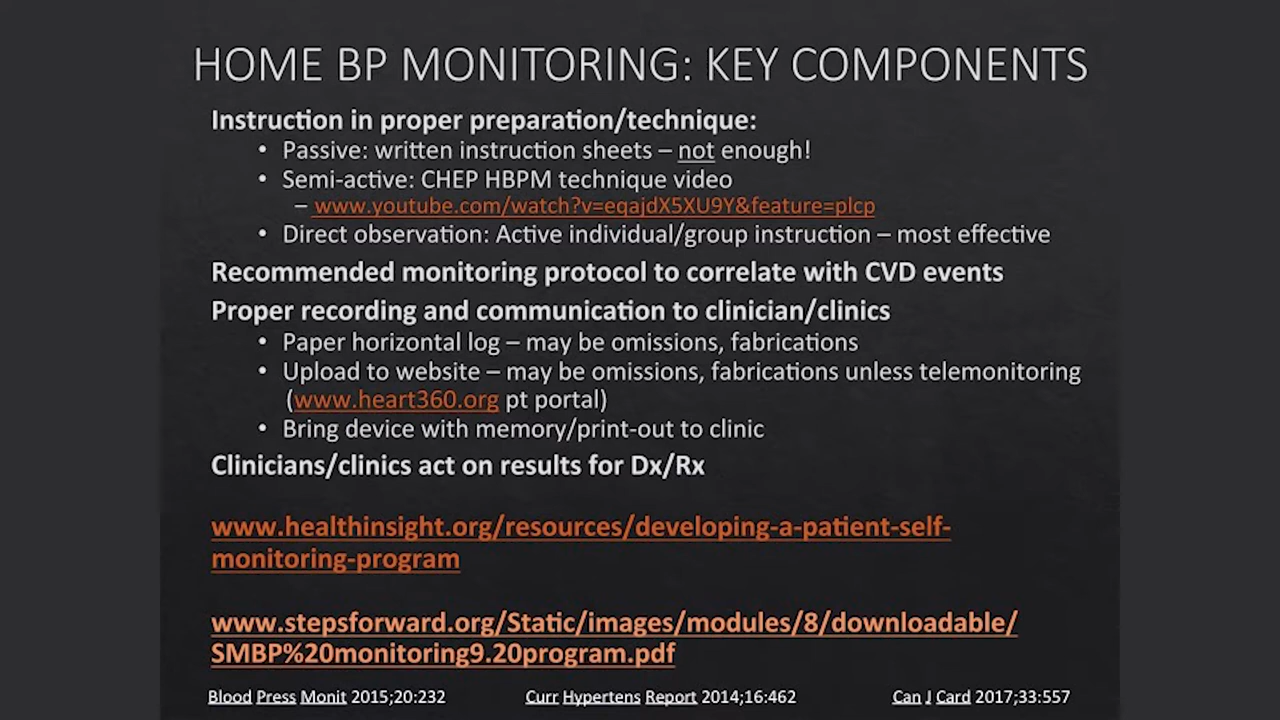 HOME BP MONITORING: KEY COMPONENTS
Instruction in proper preparation/technique:
• Passive: written instruction sheets – not enough!
• Semi-active: CHEP HBPM technique video
– www.youtube.com/watch?v=eqajdX5XU9Y&feature=plcp
• Direct observation: Active individual/group instruction – most effective
Recommended monitoring protocol to correlate with CVD events
Proper recording and communication to clinician/clinics
• Paper horizontal log – may be omissions, fabrications
• Upload to website – may be omissions, fabrications unless telemonitoring
(www.heart360.org pt portal)
• Bring device with memory/print-out to clinic
Clinicians/clinics act on results for Dx/Rx
www.healthinsight.org/resources/developing-a-patient-self-
monitoring-program
www.stepsforward.org/Static/images/modules/8/downloadable/
SMBP%20monitoring9.20program.pdf
Blood Press Monit 2015;20:232 Curr Hypertens Report 2014;16:462 Can J Card 2017;33:557